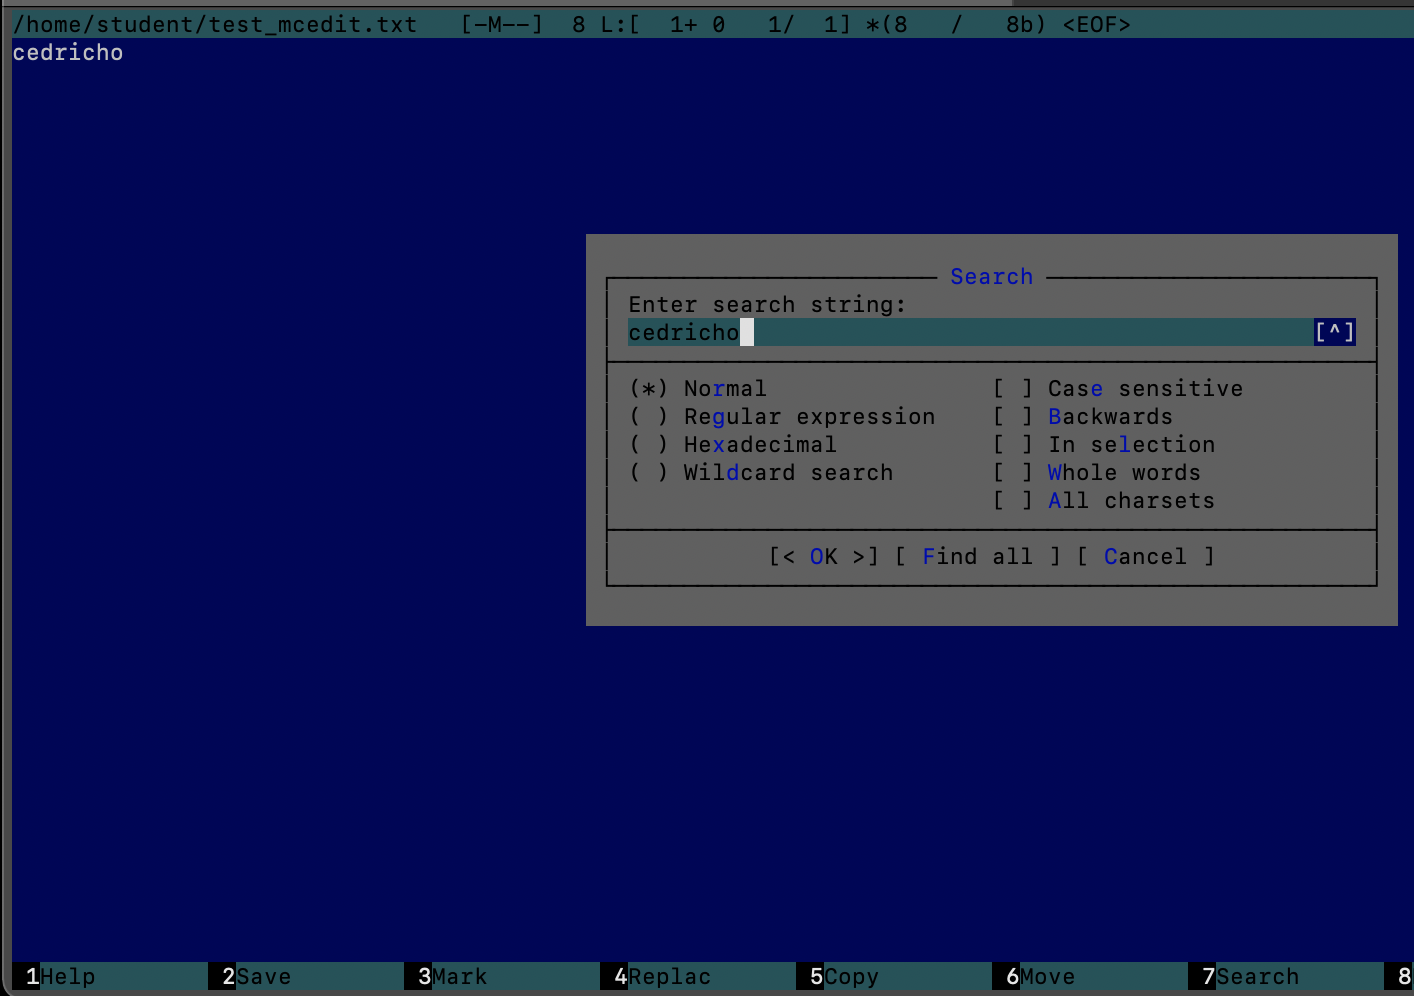 /home/student/test_mcedit.txt   [-M--]  8 L:[  1+ 0   1/  1] *(8   /   8b) <EOF>
cedricho
Search
Enter search string:
cedricho [^]
(*) Normal [ ] Case sensitive
( ) Regular expression [ ] Backwards
( ) Hexadecimal [ ] In selection
( ) Wildcard search [ ] Whole words
[ ] All charsets
[< OK >] [ Find all ] [ Cancel ]
1Help 2Save 3Mark 4Replac 5Copy 6Move 7Search 8